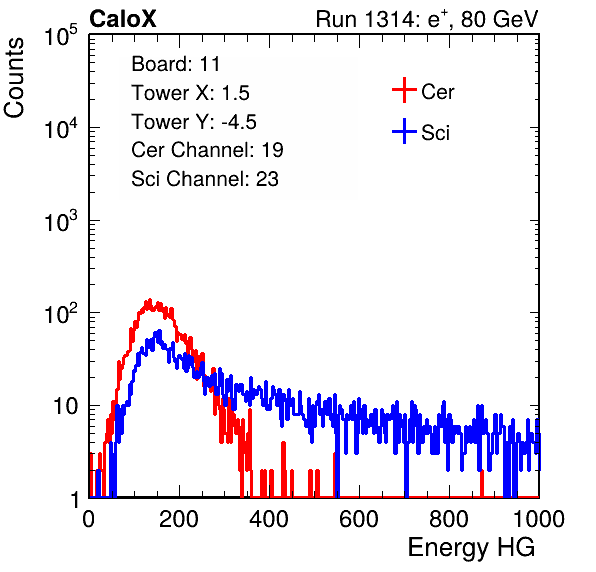 CaloX Run 1314: e⁺, 80 GeV
Counts
Board: 11
Tower X: 1.5
Tower Y: -4.5
Cer Channel: 19
Sci Channel: 23
Cer
Sci
10⁵
10⁴
10³
10²
10
1
0 200 400 600 800 1000
Energy HG